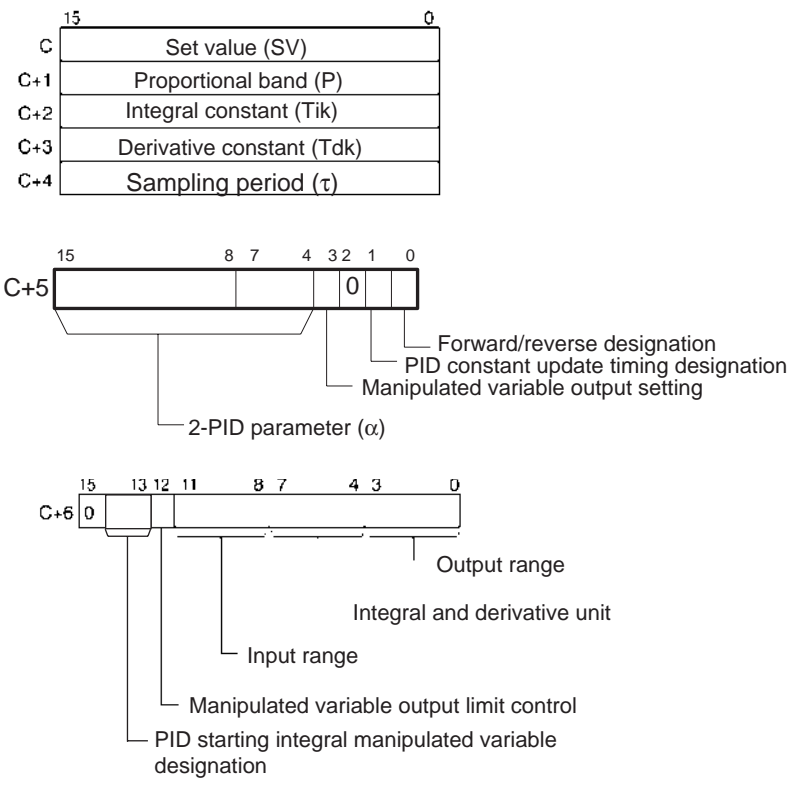 15 0
C Set value (SV)
C+1 Proportional band (P)
C+2 Integral constant (Tik)
C+3 Derivative constant (Tdk)
C+4 Sampling period (τ)
15 8 7 4 3 2 1 0
C+5 0
Forward/reverse designation
PID constant update timing designation
Manipulated variable output setting
2-PID parameter (α)
15 13 12 11 8 7 4 3 0
C+6 0
Output range
Integral and derivative unit
Input range
Manipulated variable output limit control
PID starting integral manipulated variable
designation